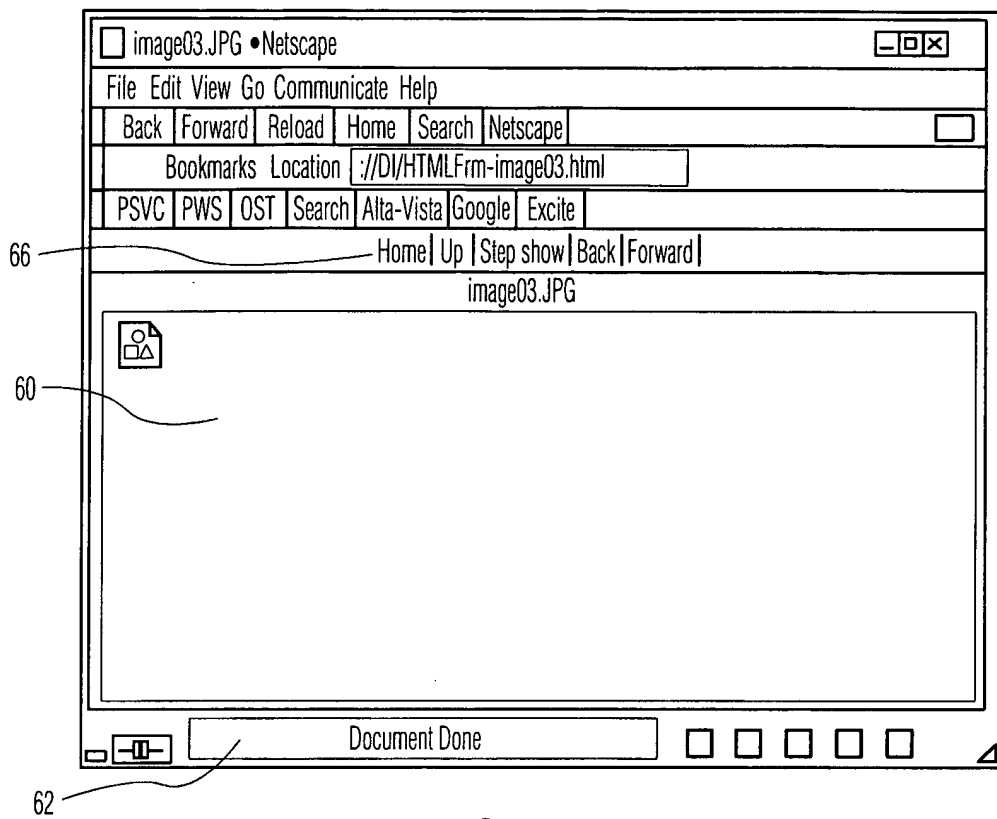 image03.JPG •Netscape
File Edit View Go Communicate Help
Back Forward Reload Home Search Netscape
Bookmarks Location ://DI/HTMLFrm-image03.html
PSVC PWS OST Search Alta-Vista Google Excite
66
Home| Up |Step show|Back|Forward|
image03.JPG
60
Document Done
62